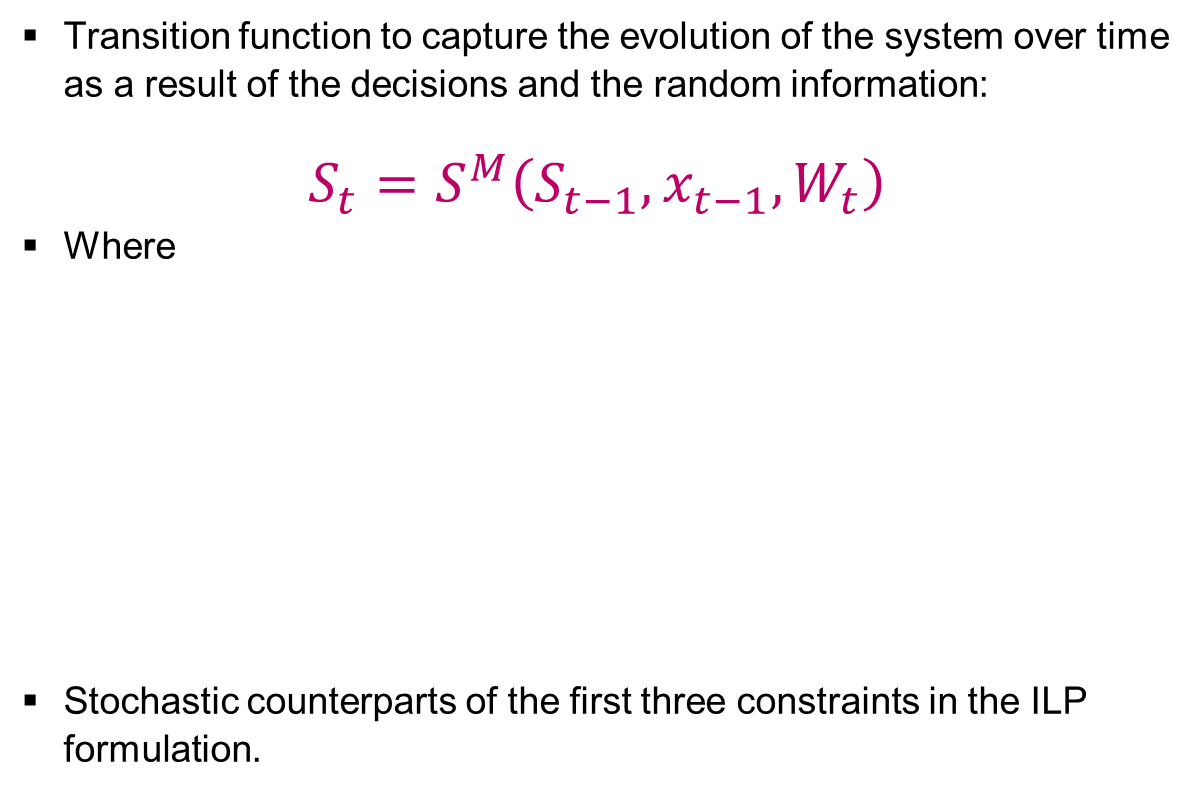 ▪ Transition function to capture the evolution of the system over time
as a result of the decisions and the random information:
$S_t = S^M(S_{t-1}, x_{t-1}, W_t)$
▪ Where
▪ Stochastic counterparts of the first three constraints in the ILP
formulation.